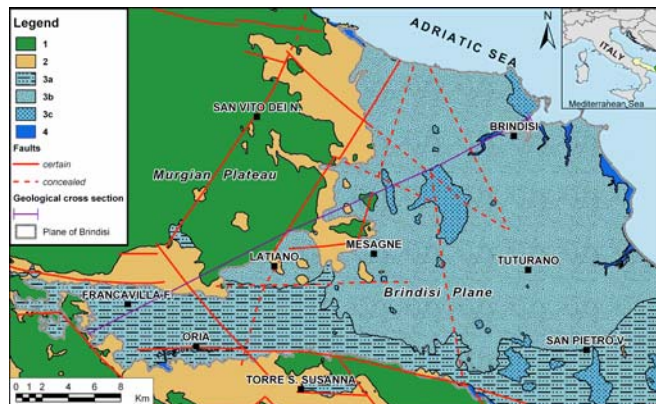 Legend
1
2
3a
3b
3c
4
Faults
certain
concealed
Geological cross section
Plane of Brindisi
ADRIATIC SEA
N
ITALY
Mediterranean Sea
SAN VITO DEI N.
BRINDISI
Murgian Plateau
LATIANO
MESAGNE
TUTURANO
FRANCAVILLA F.
Brindisi Plane
ORIA
SAN PIETRO V.
TORRE S. SUSANNA
0 1 2 4 6 8
Km